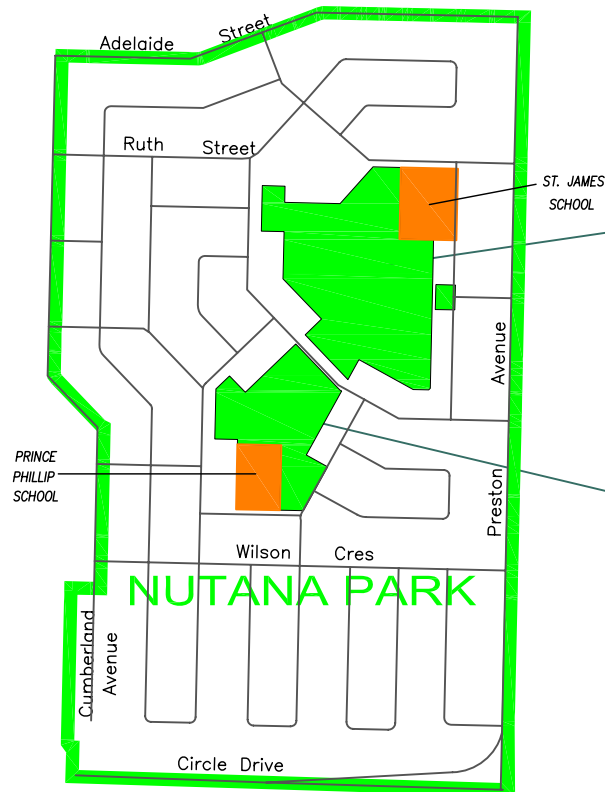 Adelaide Street
Ruth Street
ST. JAMES
SCHOOL
Avenue
Preston
PRINCE
PHILLIP
SCHOOL
Wilson Cres
NUTANA PARK
Cumberland
Avenue
Circle Drive